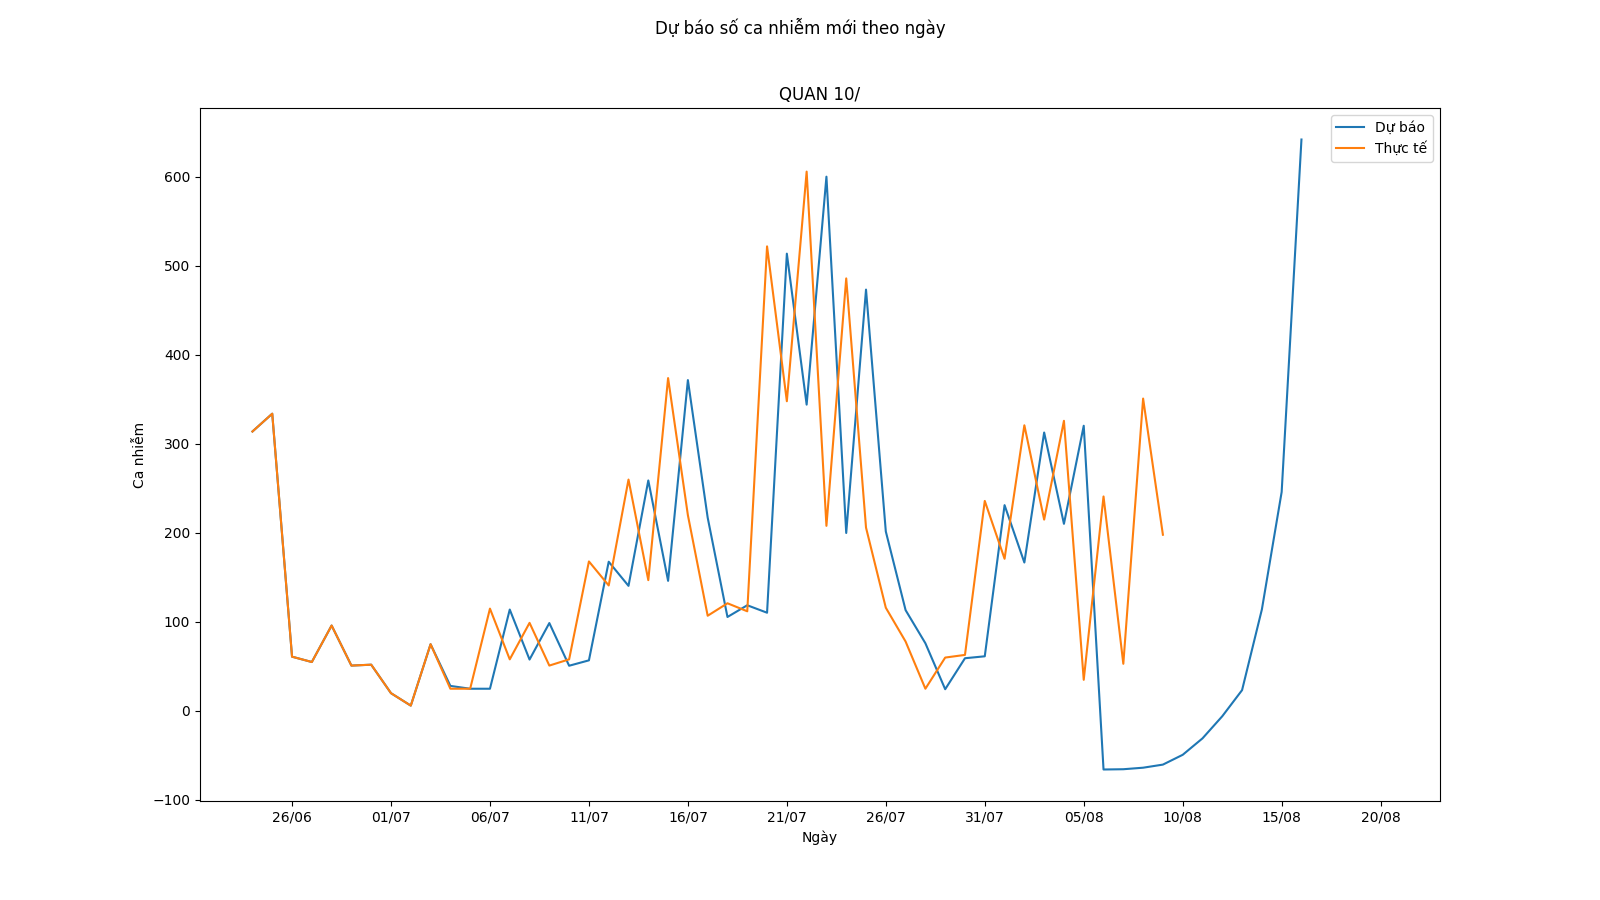 Dự báo số ca nhiễm mới theo ngày
QUAN 10/
Dự báo
Thực tế
Ca nhiễm
600
500
400
300
200
100
0
−100
26/06 01/07 06/07 11/07 16/07 21/07 26/07 31/07 05/08 10/08 15/08 20/08
Ngày